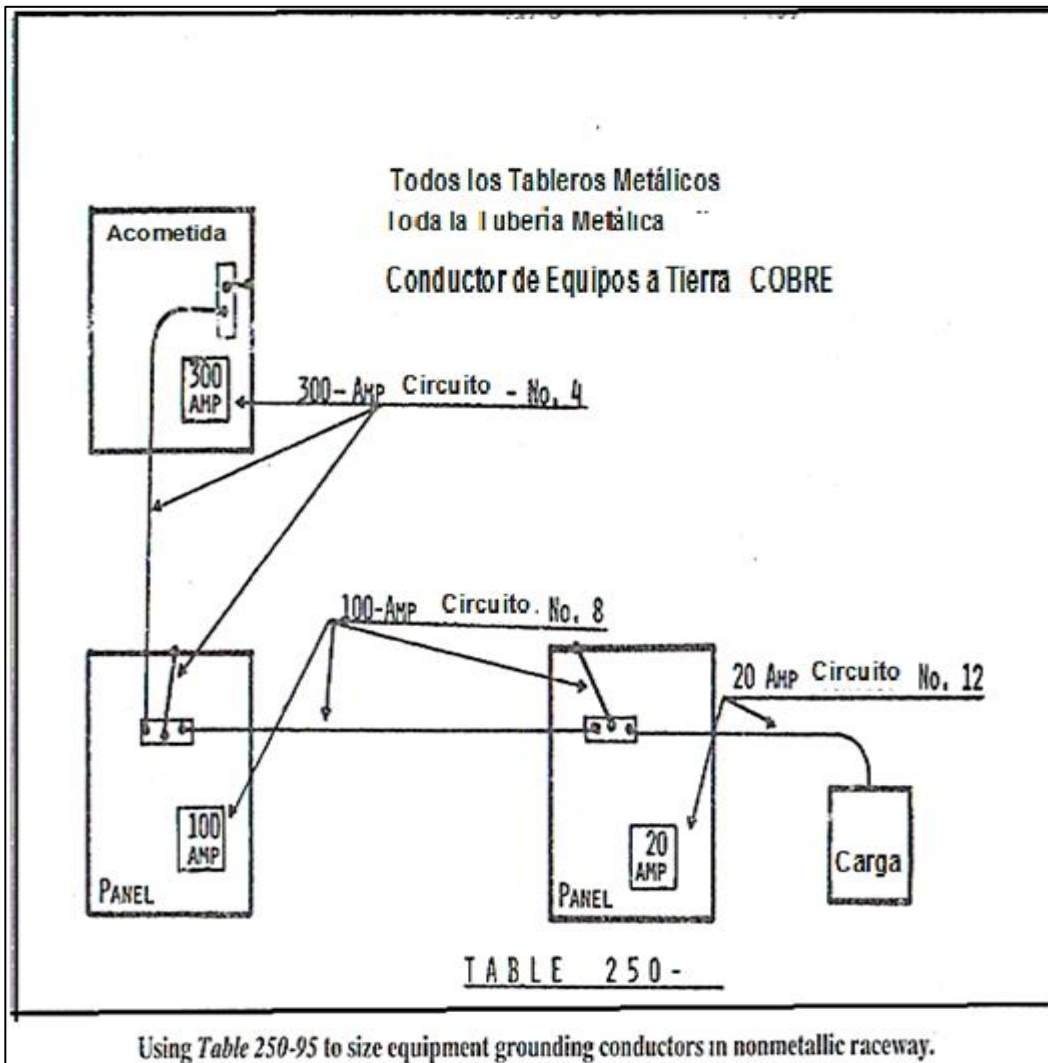 Todos los Tableros Metálicos
Toda la Tubería Metálica
Conductor de Equipos a Tierra COBRE
Acometida
300 AMP
300-AMP Circuito - No. 4
100-AMP Circuito. No. 8
20 AMP Circuito No. 12
100 AMP
PANEL
20 AMP
PANEL
Carga
TABLE 250-
Using Table 250-95 to size equipment grounding conductors in nonmetallic raceway.